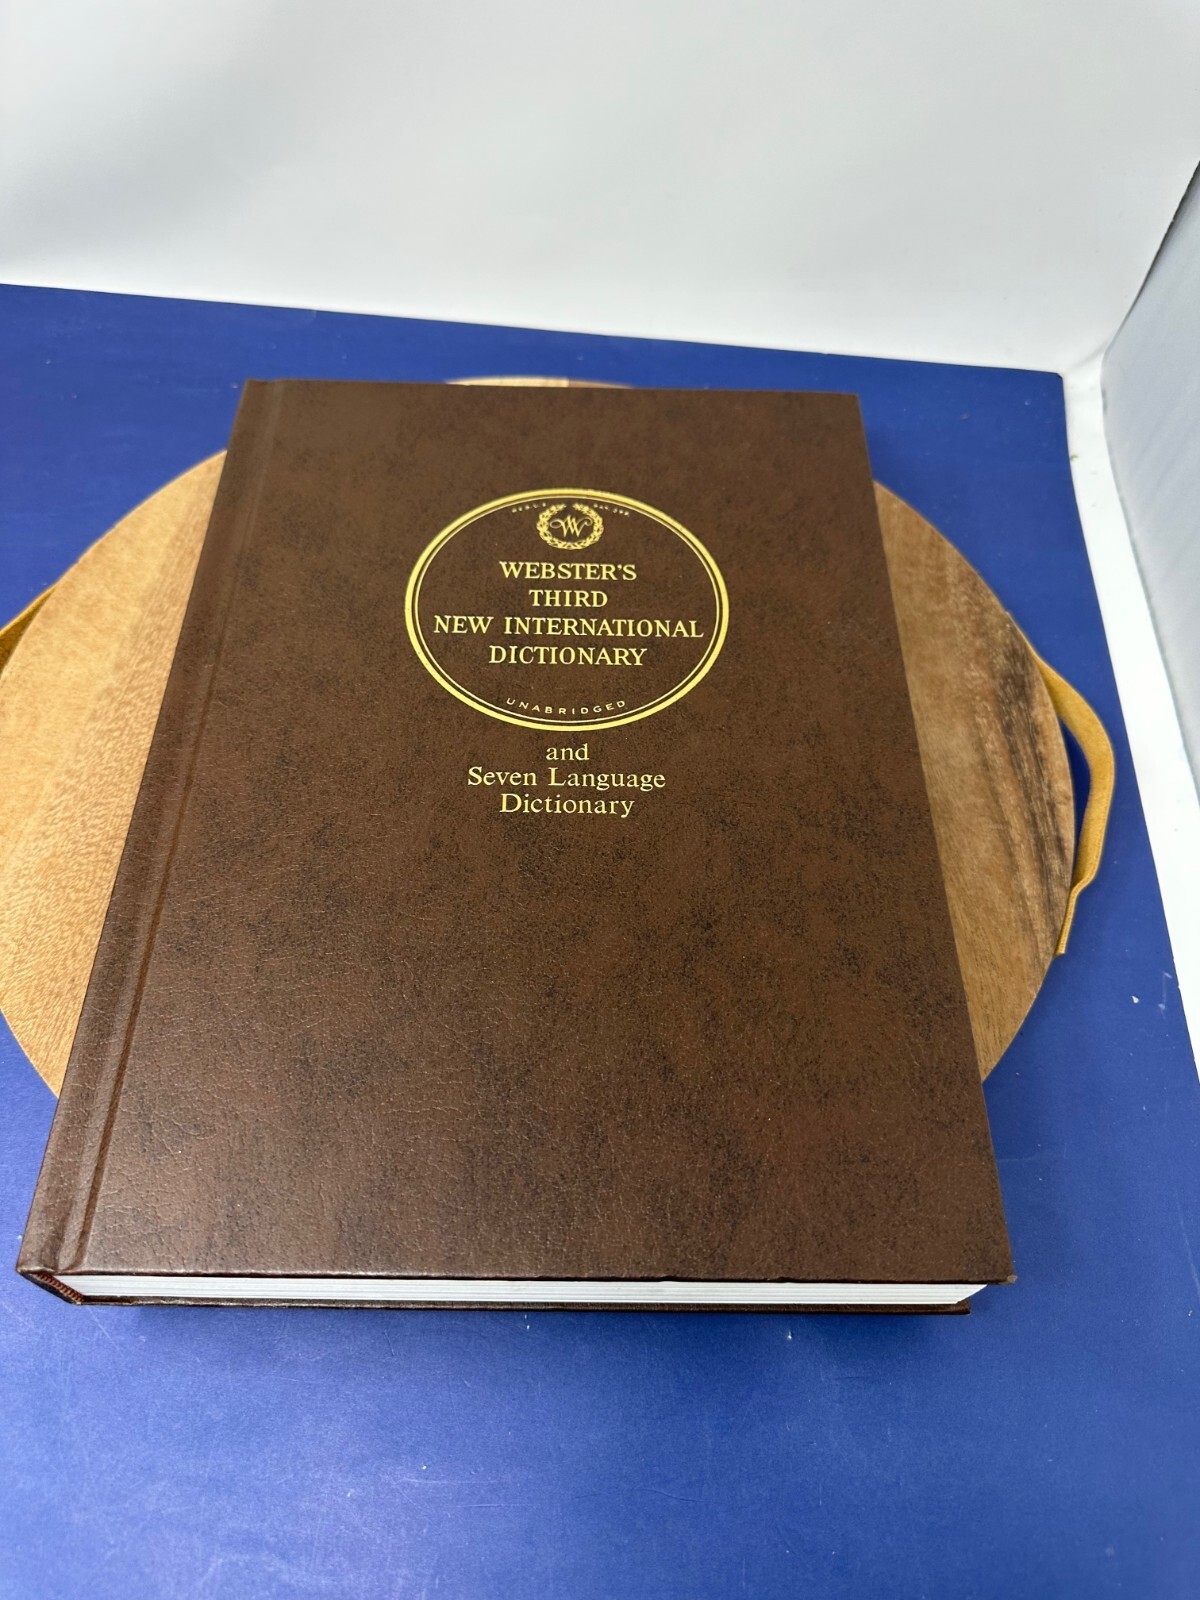 W
WEBSTER'S
THIRD
NEW INTERNATIONAL
DICTIONARY
UNABRIDGED
and
Seven Language
Dictionary